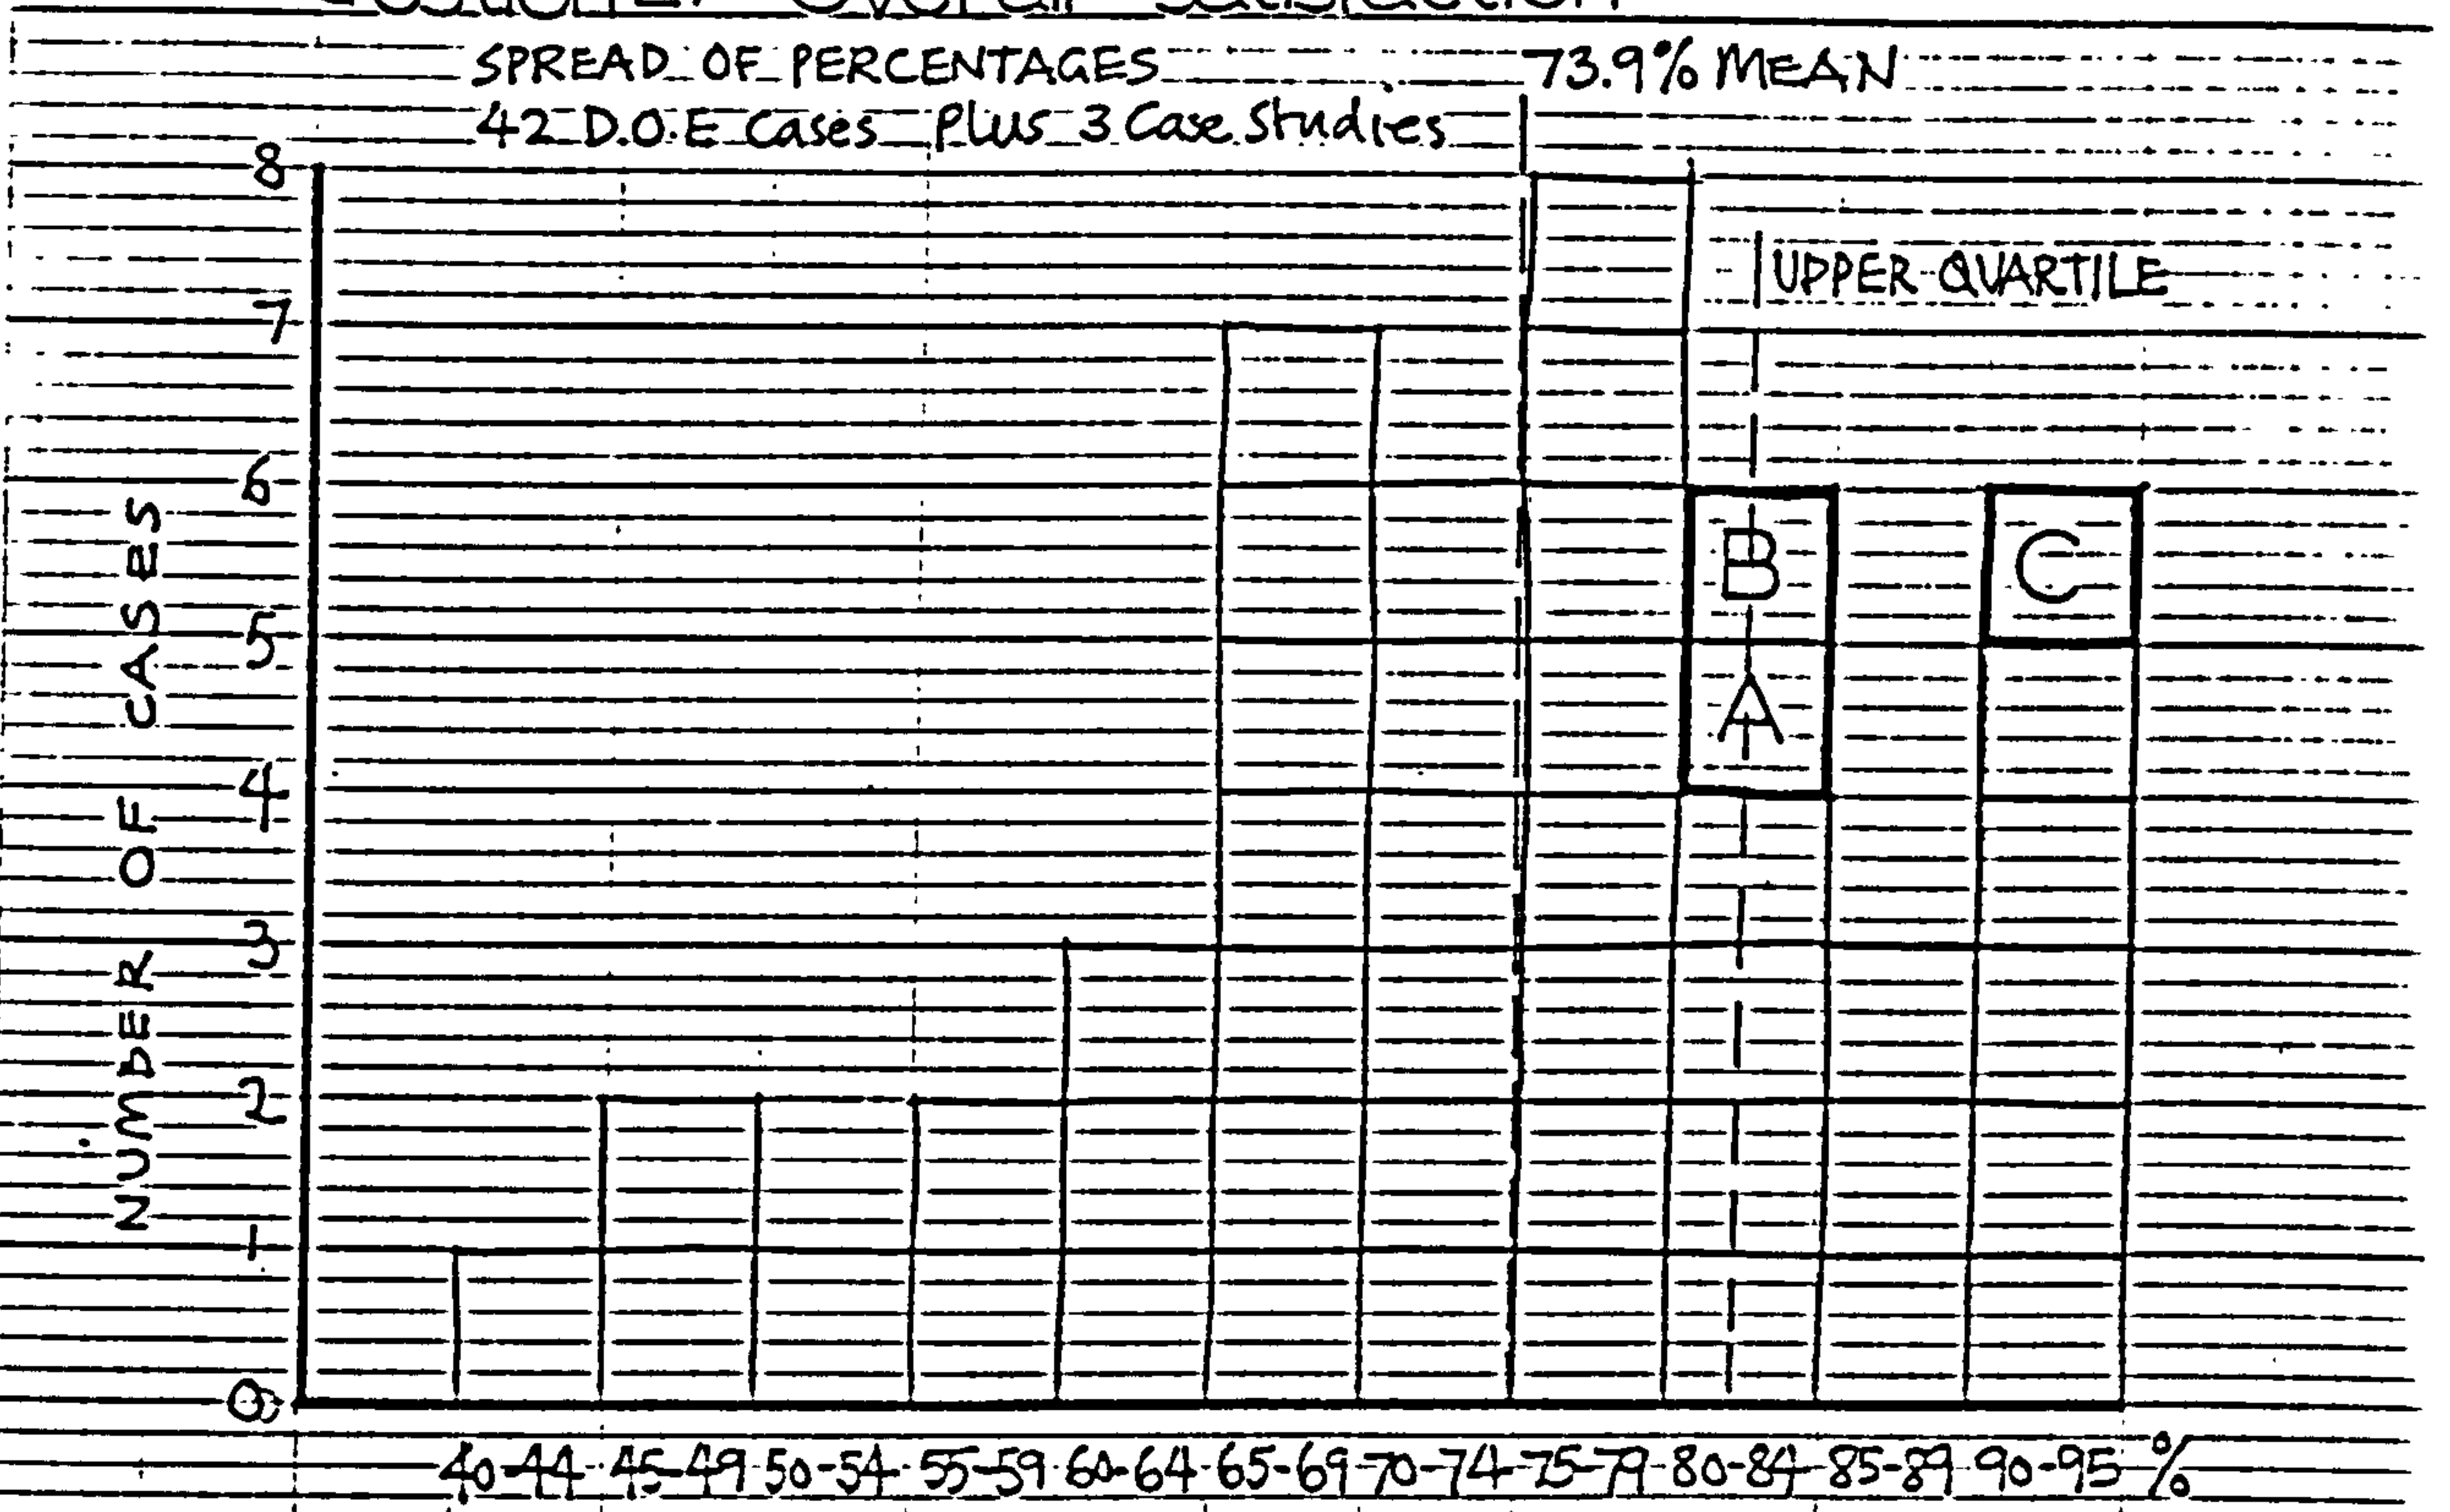 Overall Satisfaction
SPREAD OF PERCENTAGES
73.9% MEAN
42 D.O.E Cases Plus 3 Case Studies
UPPER QUARTILE
8
7
6
5
4
3
2
1
0
NUMBER OF CASES
B
A
C
40-44 45-49 50-54 55-59 60-64 65-69 70-74 75-79 80-84 85-89 90-95 %